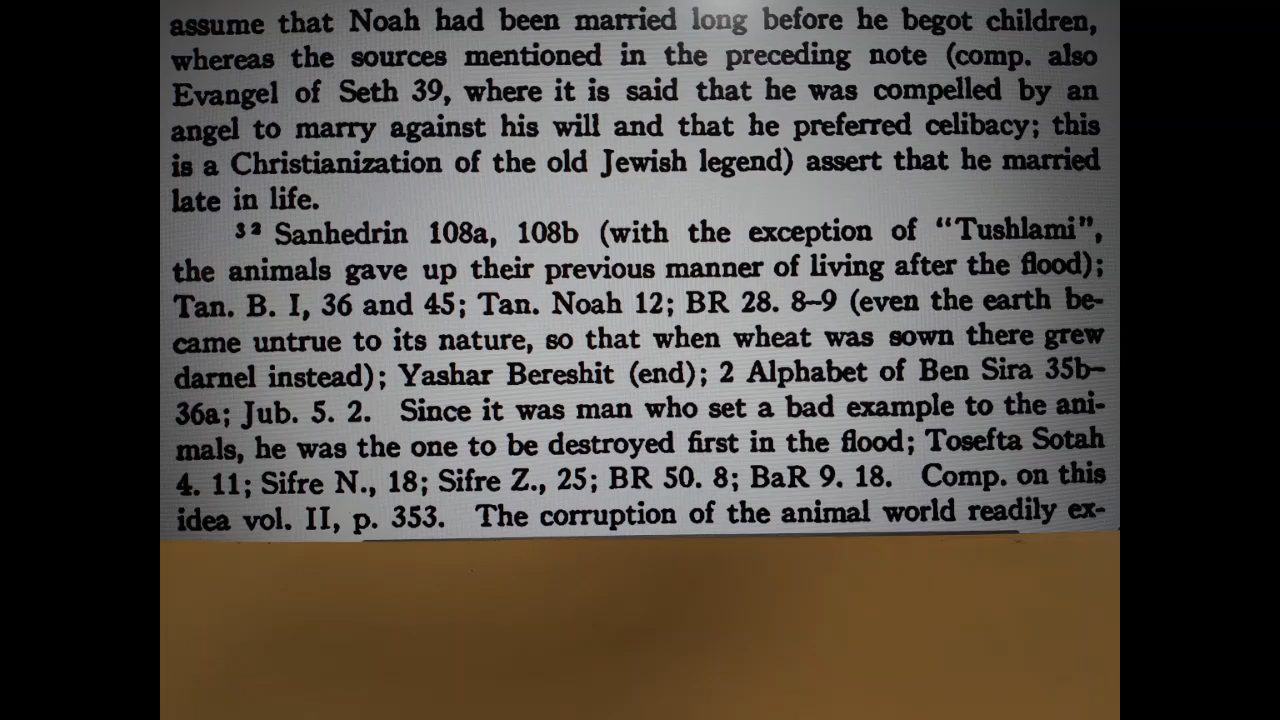 assume that Noah had been married long before he begot children,
whereas the sources mentioned in the preceding note (comp. also
Evangel of Seth 39, where it is said that he was compelled by an
angel to marry against his will and that he preferred celibacy; this
is a Christianization of the old Jewish legend) assert that he married
late in life.
³² Sanhedrin 108a, 108b (with the exception of “Tushlami”,
the animals gave up their previous manner of living after the flood);
Tan. B. I, 36 and 45; Tan. Noah 12; BR 28. 8–9 (even the earth be-
came untrue to its nature, so that when wheat was sown there grew
darnel instead); Yashar Bereshit (end); 2 Alphabet of Ben Sira 35b–
36a; Jub. 5. 2. Since it was man who set a bad example to the ani-
mals, he was the one to be destroyed first in the flood; Tosefta Sotah
4. 11; Sifre N., 18; Sifre Z., 25; BR 50. 8; BaR 9. 18. Comp. on this
idea vol. II, p. 353. The corruption of the animal world readily ex-